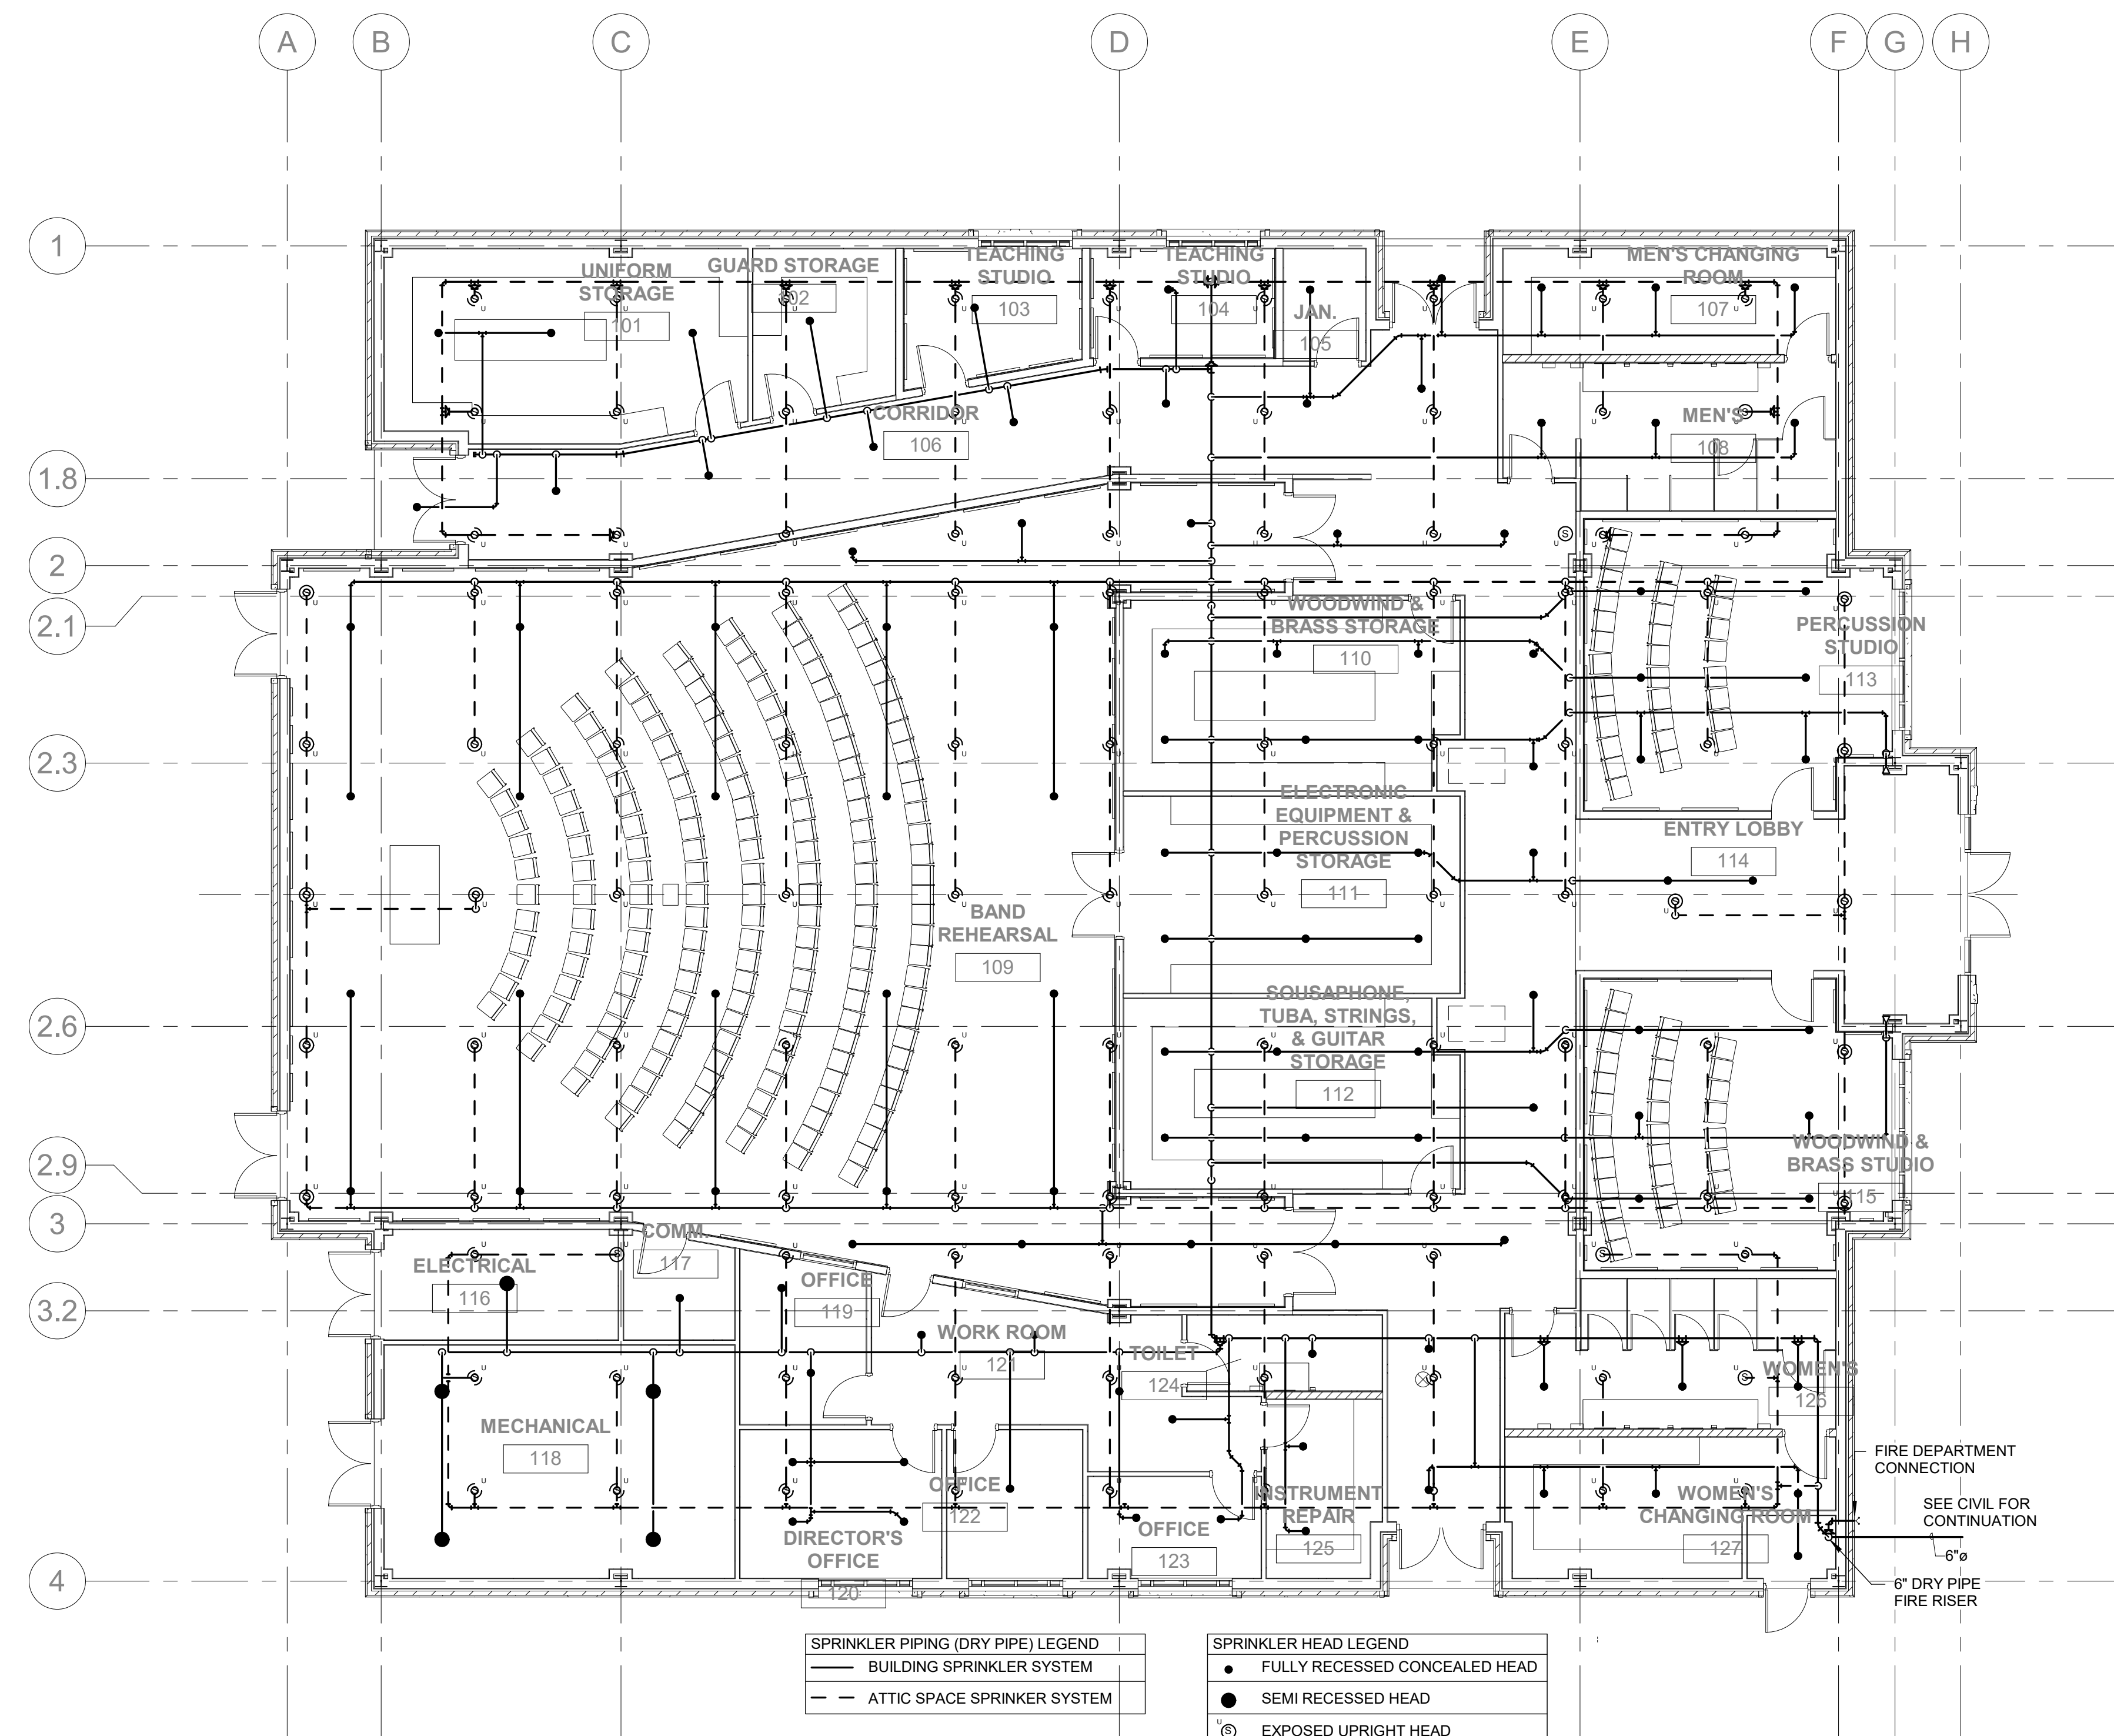 A B C D E F G H
1
1.8
2
2.1
2.3
2.6
2.9
3
3.2
4
UNIFORM
STORAGE
101
GUARD STORAGE
102
TEACHING
STUDIO
103
TEACHING
STUDIO
104
JAN.
105
MEN'S CHANGING
ROOM
107
CORRIDOR
106
MEN'S
108
WOODWIND &
BRASS STORAGE
110
PERCUSSION
STUDIO
113
ELECTRONIC
EQUIPMENT &
PERCUSSION
STORAGE
111
ENTRY LOBBY
114
BAND
REHEARSAL
109
SOUSAPHONE,
TUBA, STRINGS,
& GUITAR
STORAGE
112
WOODWIND &
BRASS STUDIO
115
COMM.
117
ELECTRICAL
116
OFFICE
119
WORK ROOM
121
TOILET
124
WOMEN'S
126
MECHANICAL
118
OFFICE
122
DIRECTOR'S
OFFICE
120
OFFICE
123
INSTRUMENT
REPAIR
125
WOMEN'S
CHANGING ROOM
127
FIRE DEPARTMENT
CONNECTION
SEE CIVIL FOR
CONTINUATION
6"ø
6" DRY PIPE
FIRE RISER
SPRINKLER PIPING (DRY PIPE) LEGEND
BUILDING SPRINKLER SYSTEM
ATTIC SPACE SPRINKER SYSTEM
SPRINKLER HEAD LEGEND
FULLY RECESSED CONCEALED HEAD
SEMI RECESSED HEAD
U S EXPOSED UPRIGHT HEAD